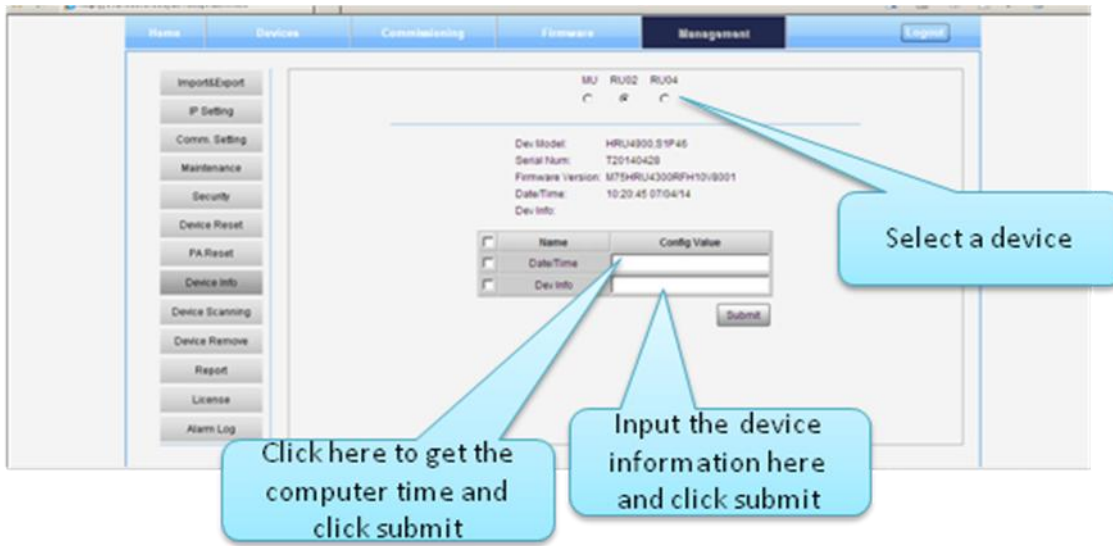 Home Devices Commissioning Firmware Management Logout
MU RU02 RU04
Import&Export
IP Setting
Comm. Setting
Maintenance
Security
Device Reset
PA Reset
Device Info
Device Scanning
Device Remove
Report
License
Alarm Log
Dev Model:
Serial Num: T20140428
Firmware Version:
Date/Time: 10:20:45 07/04/14
Dev Info:
Name Config Value
Date/Time
Dev Info
Submit
Select a device
Click here to get the
computer time and
click submit
Input the device
information here
and click submit